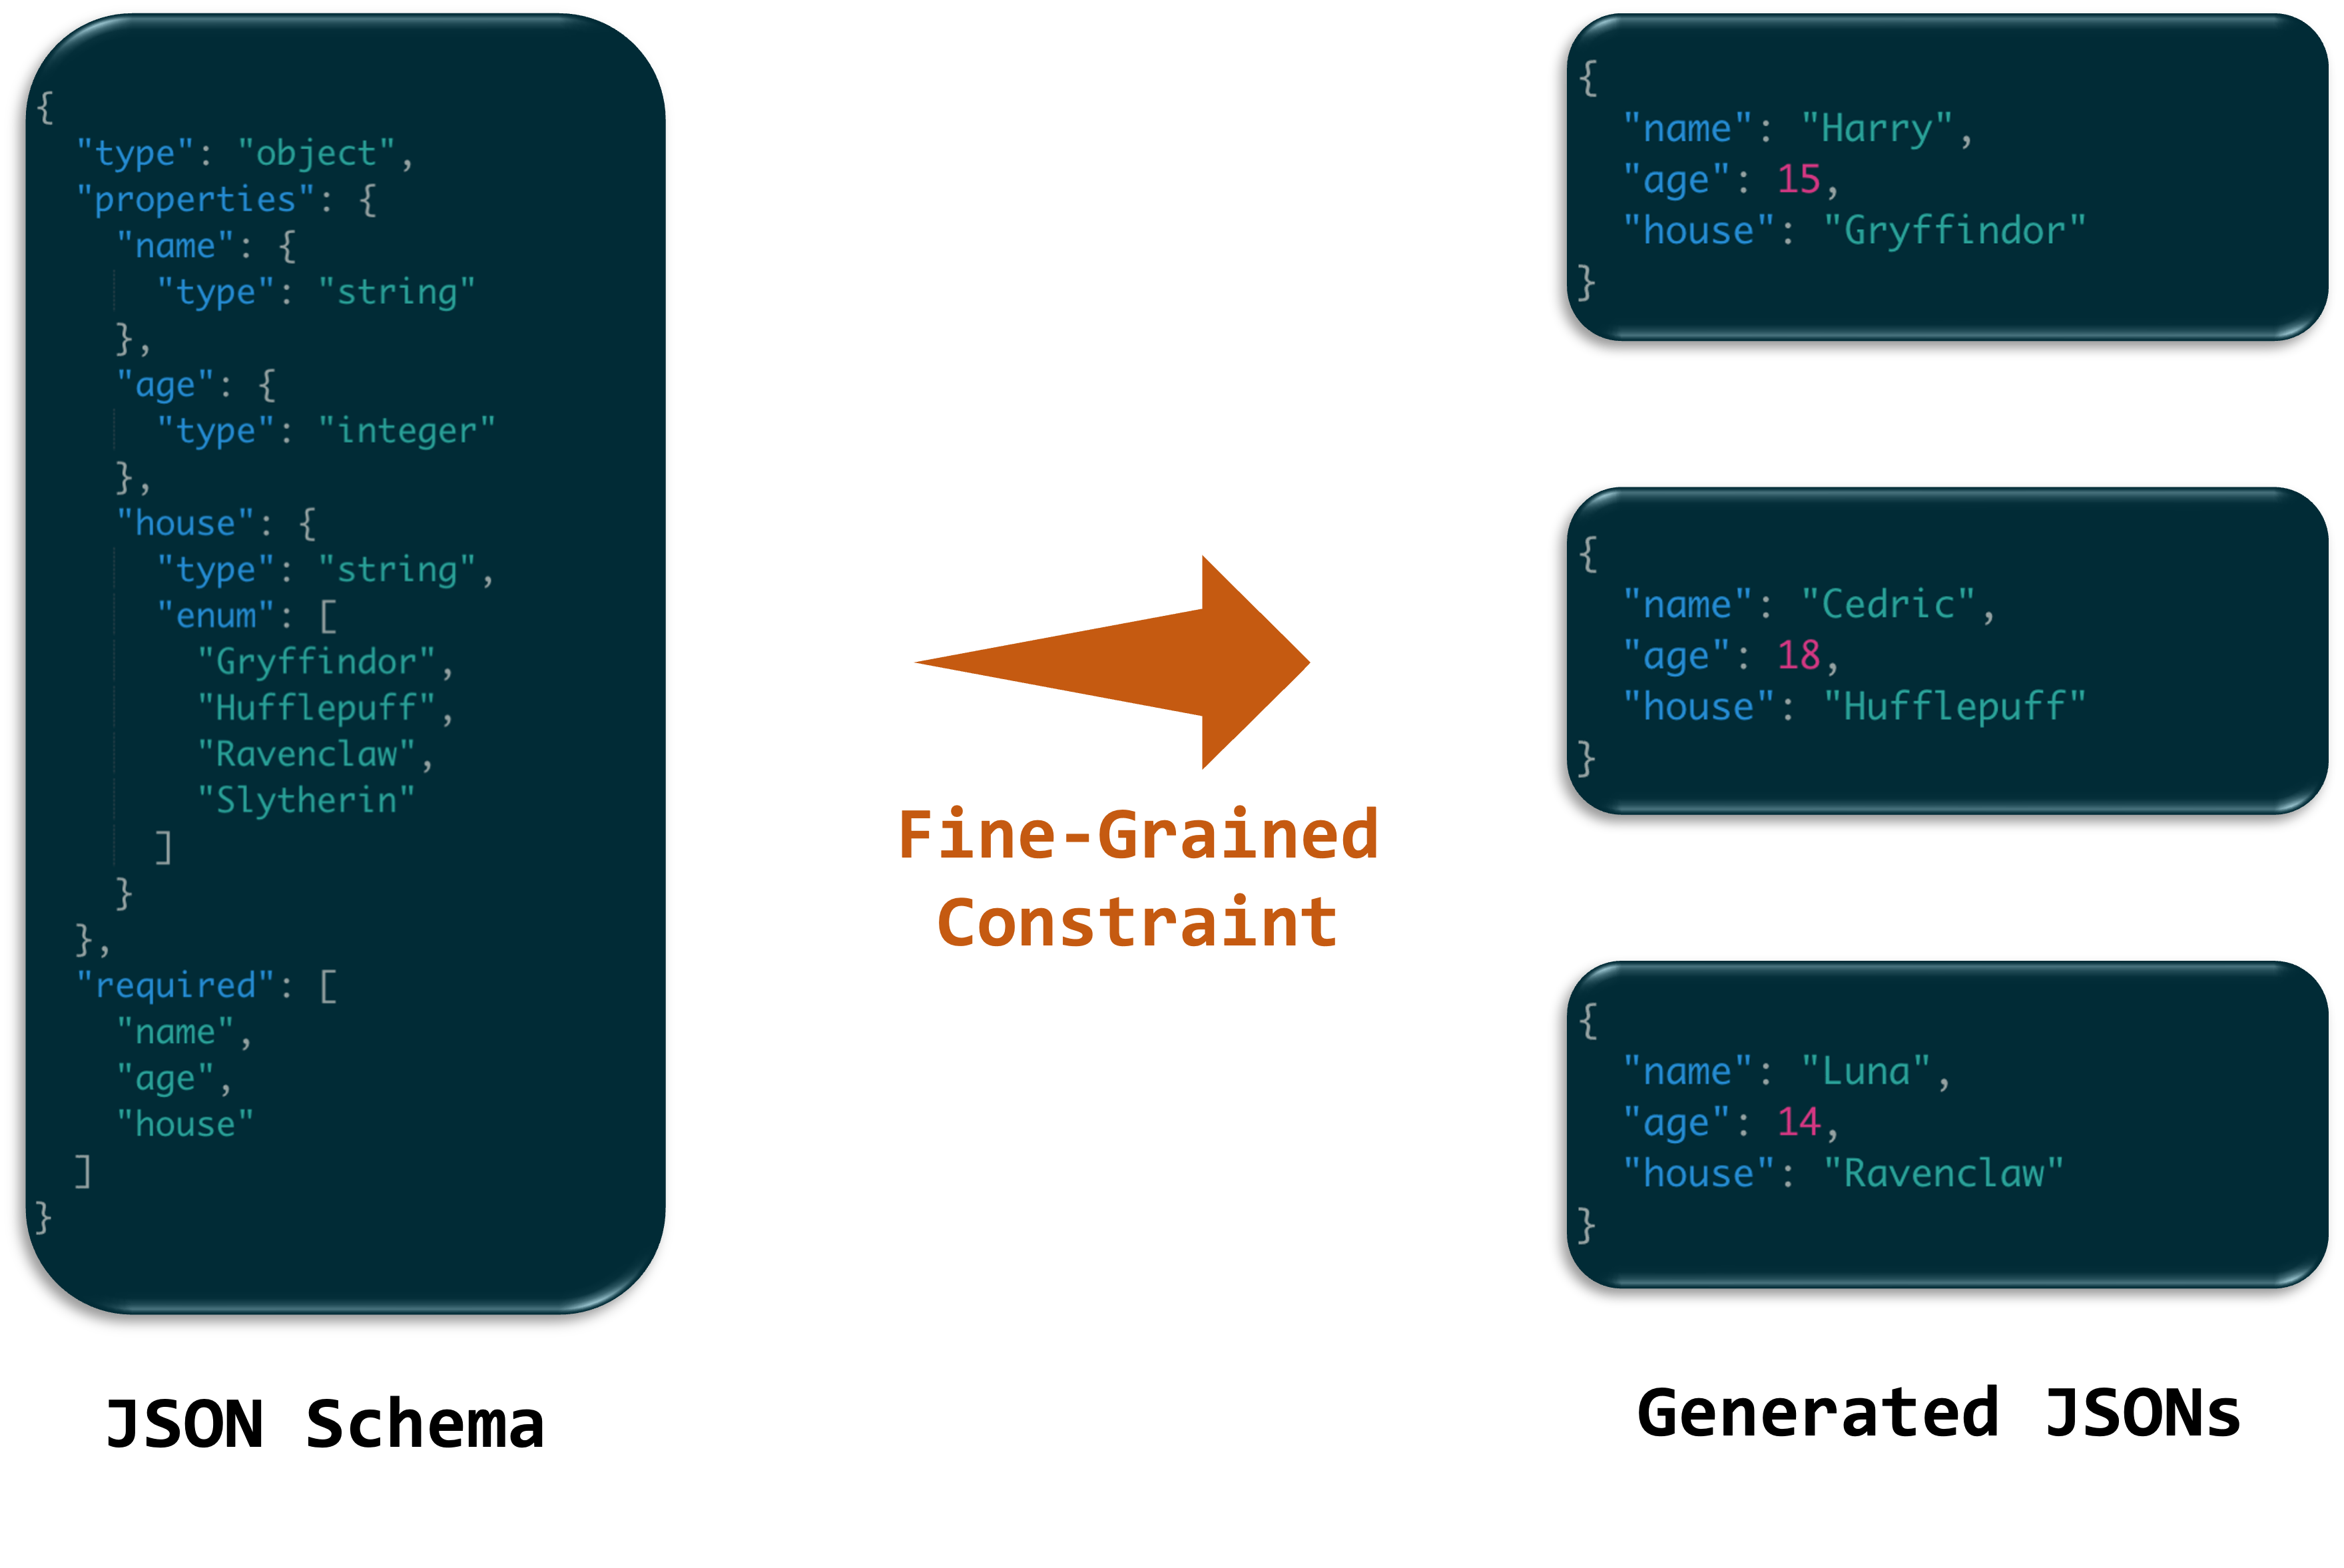 {
  "type": "object",
  "properties": {
    "name": {
      "type": "string"
    },
    "age": {
      "type": "integer"
    },
    "house": {
      "type": "string",
      "enum": [
        "Gryffindor",
        "Hufflepuff",
        "Ravenclaw",
        "Slytherin"
      ]
    }
  },
  "required": [
    "name",
    "age",
    "house"
  ]
}
JSON Schema
Fine-Grained
Constraint
{
  "name": "Harry",
  "age": 15,
  "house": "Gryffindor"
}
{
  "name": "Cedric",
  "age": 18,
  "house": "Hufflepuff"
}
{
  "name": "Luna",
  "age": 14,
  "house": "Ravenclaw"
}
Generated JSONs